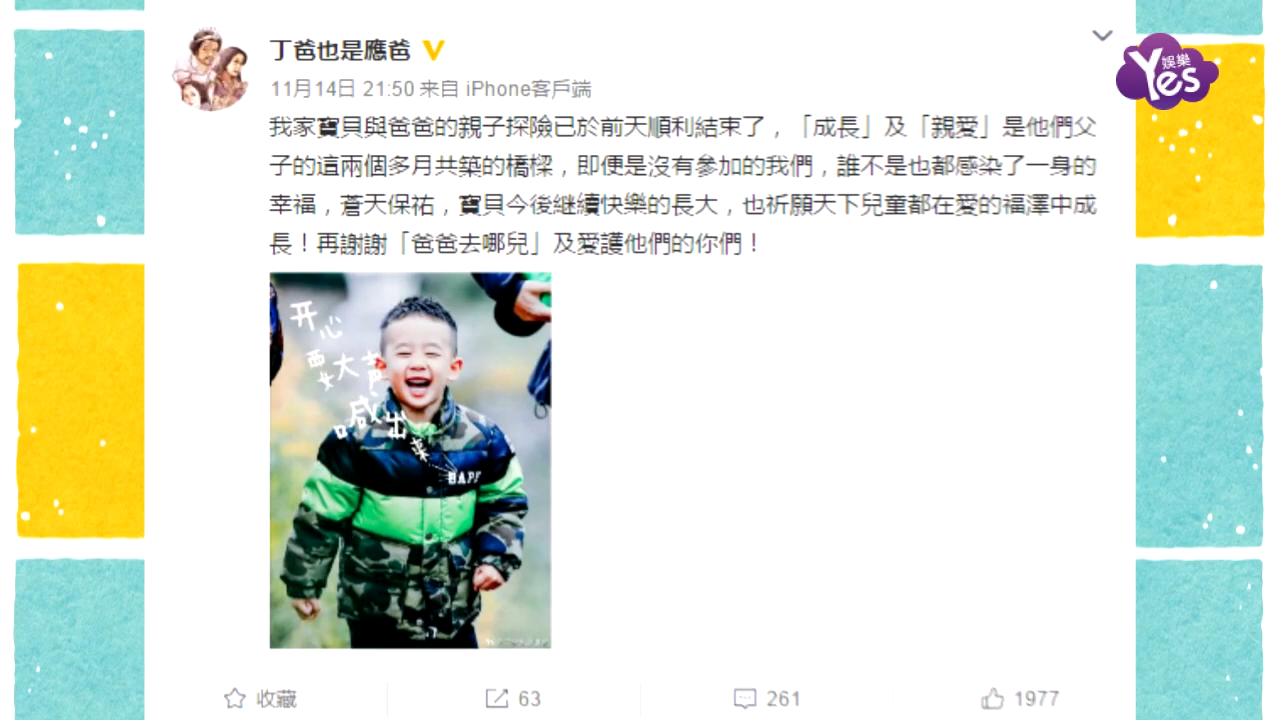 丁爸也是應爸
11月14日 21:50 来自 iPhone客戶端
Yes 娛樂
我家寶貝與爸爸的親子探險已於前天順利結束了，「成長」及「親愛」是他們父
子的這兩個多月共築的橋樑，即便是沒有參加的我們，誰不是也都感染了一身的
幸福，蒼天保祐，寶貝今後継續快樂的長大，也祈願天下兒童都在愛的福澤中成
長！再謝謝「爸爸去哪兒」及愛護他們的你們！
开心
要大声
喊出来
BAPE
收藏
63
261
1977